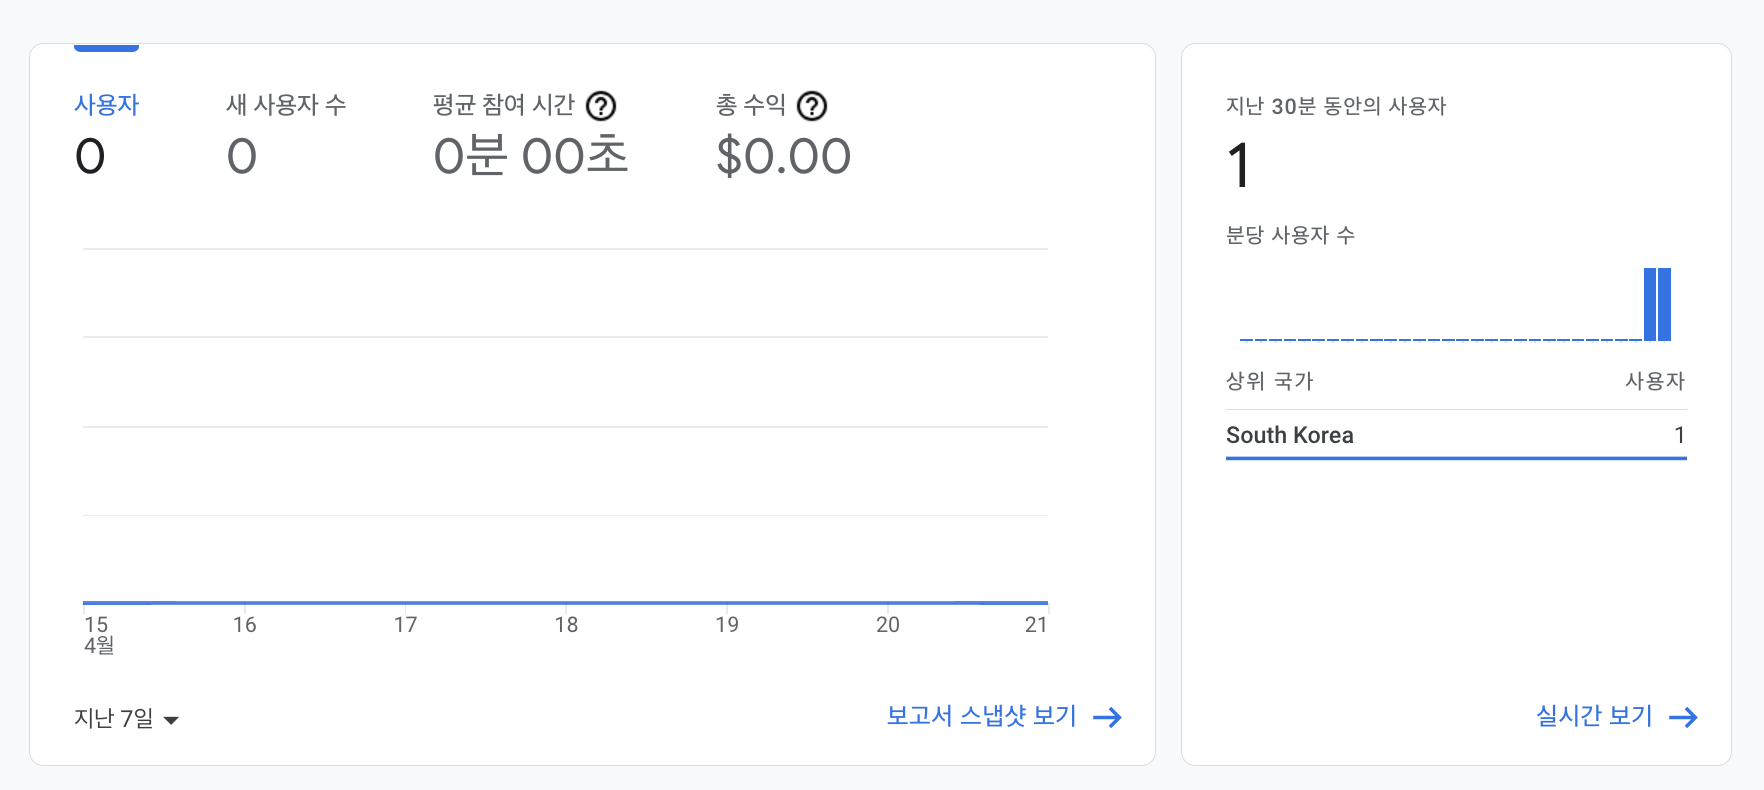 사용자
0
새 사용자 수
0
평균 참여 시간 ?
0분 00초
총 수익 ?
$0.00
15
4월
16
17
18
19
20
21
지난 7일
보고서 스냅샷 보기
지난 30분 동안의 사용자
1
분당 사용자 수
상위 국가 사용자
South Korea 1
실시간 보기